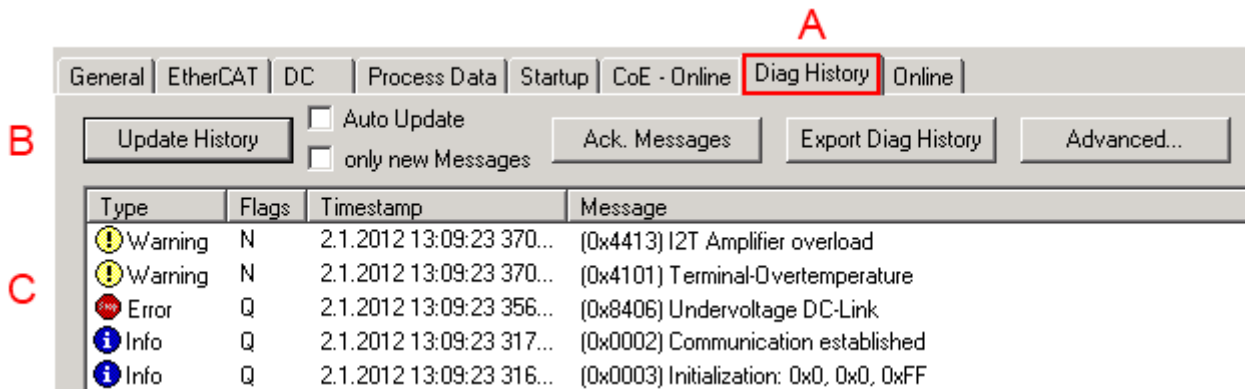 A
General EtherCAT DC Process Data Startup CoE - Online Diag History Online
B
Update History Auto Update Ack. Messages Export Diag History Advanced...
only new Messages
Type Flags Timestamp Message
C
Warning N 2.1.2012 13:09:23 370... (0x4413) I2T Amplifier overload
Warning N 2.1.2012 13:09:23 370... (0x4101) Terminal-Overtemperature
Error Q 2.1.2012 13:09:23 356... (0x8406) Undervoltage DC-Link
Info Q 2.1.2012 13:09:23 317... (0x0002) Communication established
Info Q 2.1.2012 13:09:23 316... (0x0003) Initialization: 0x0, 0x0, 0xFF